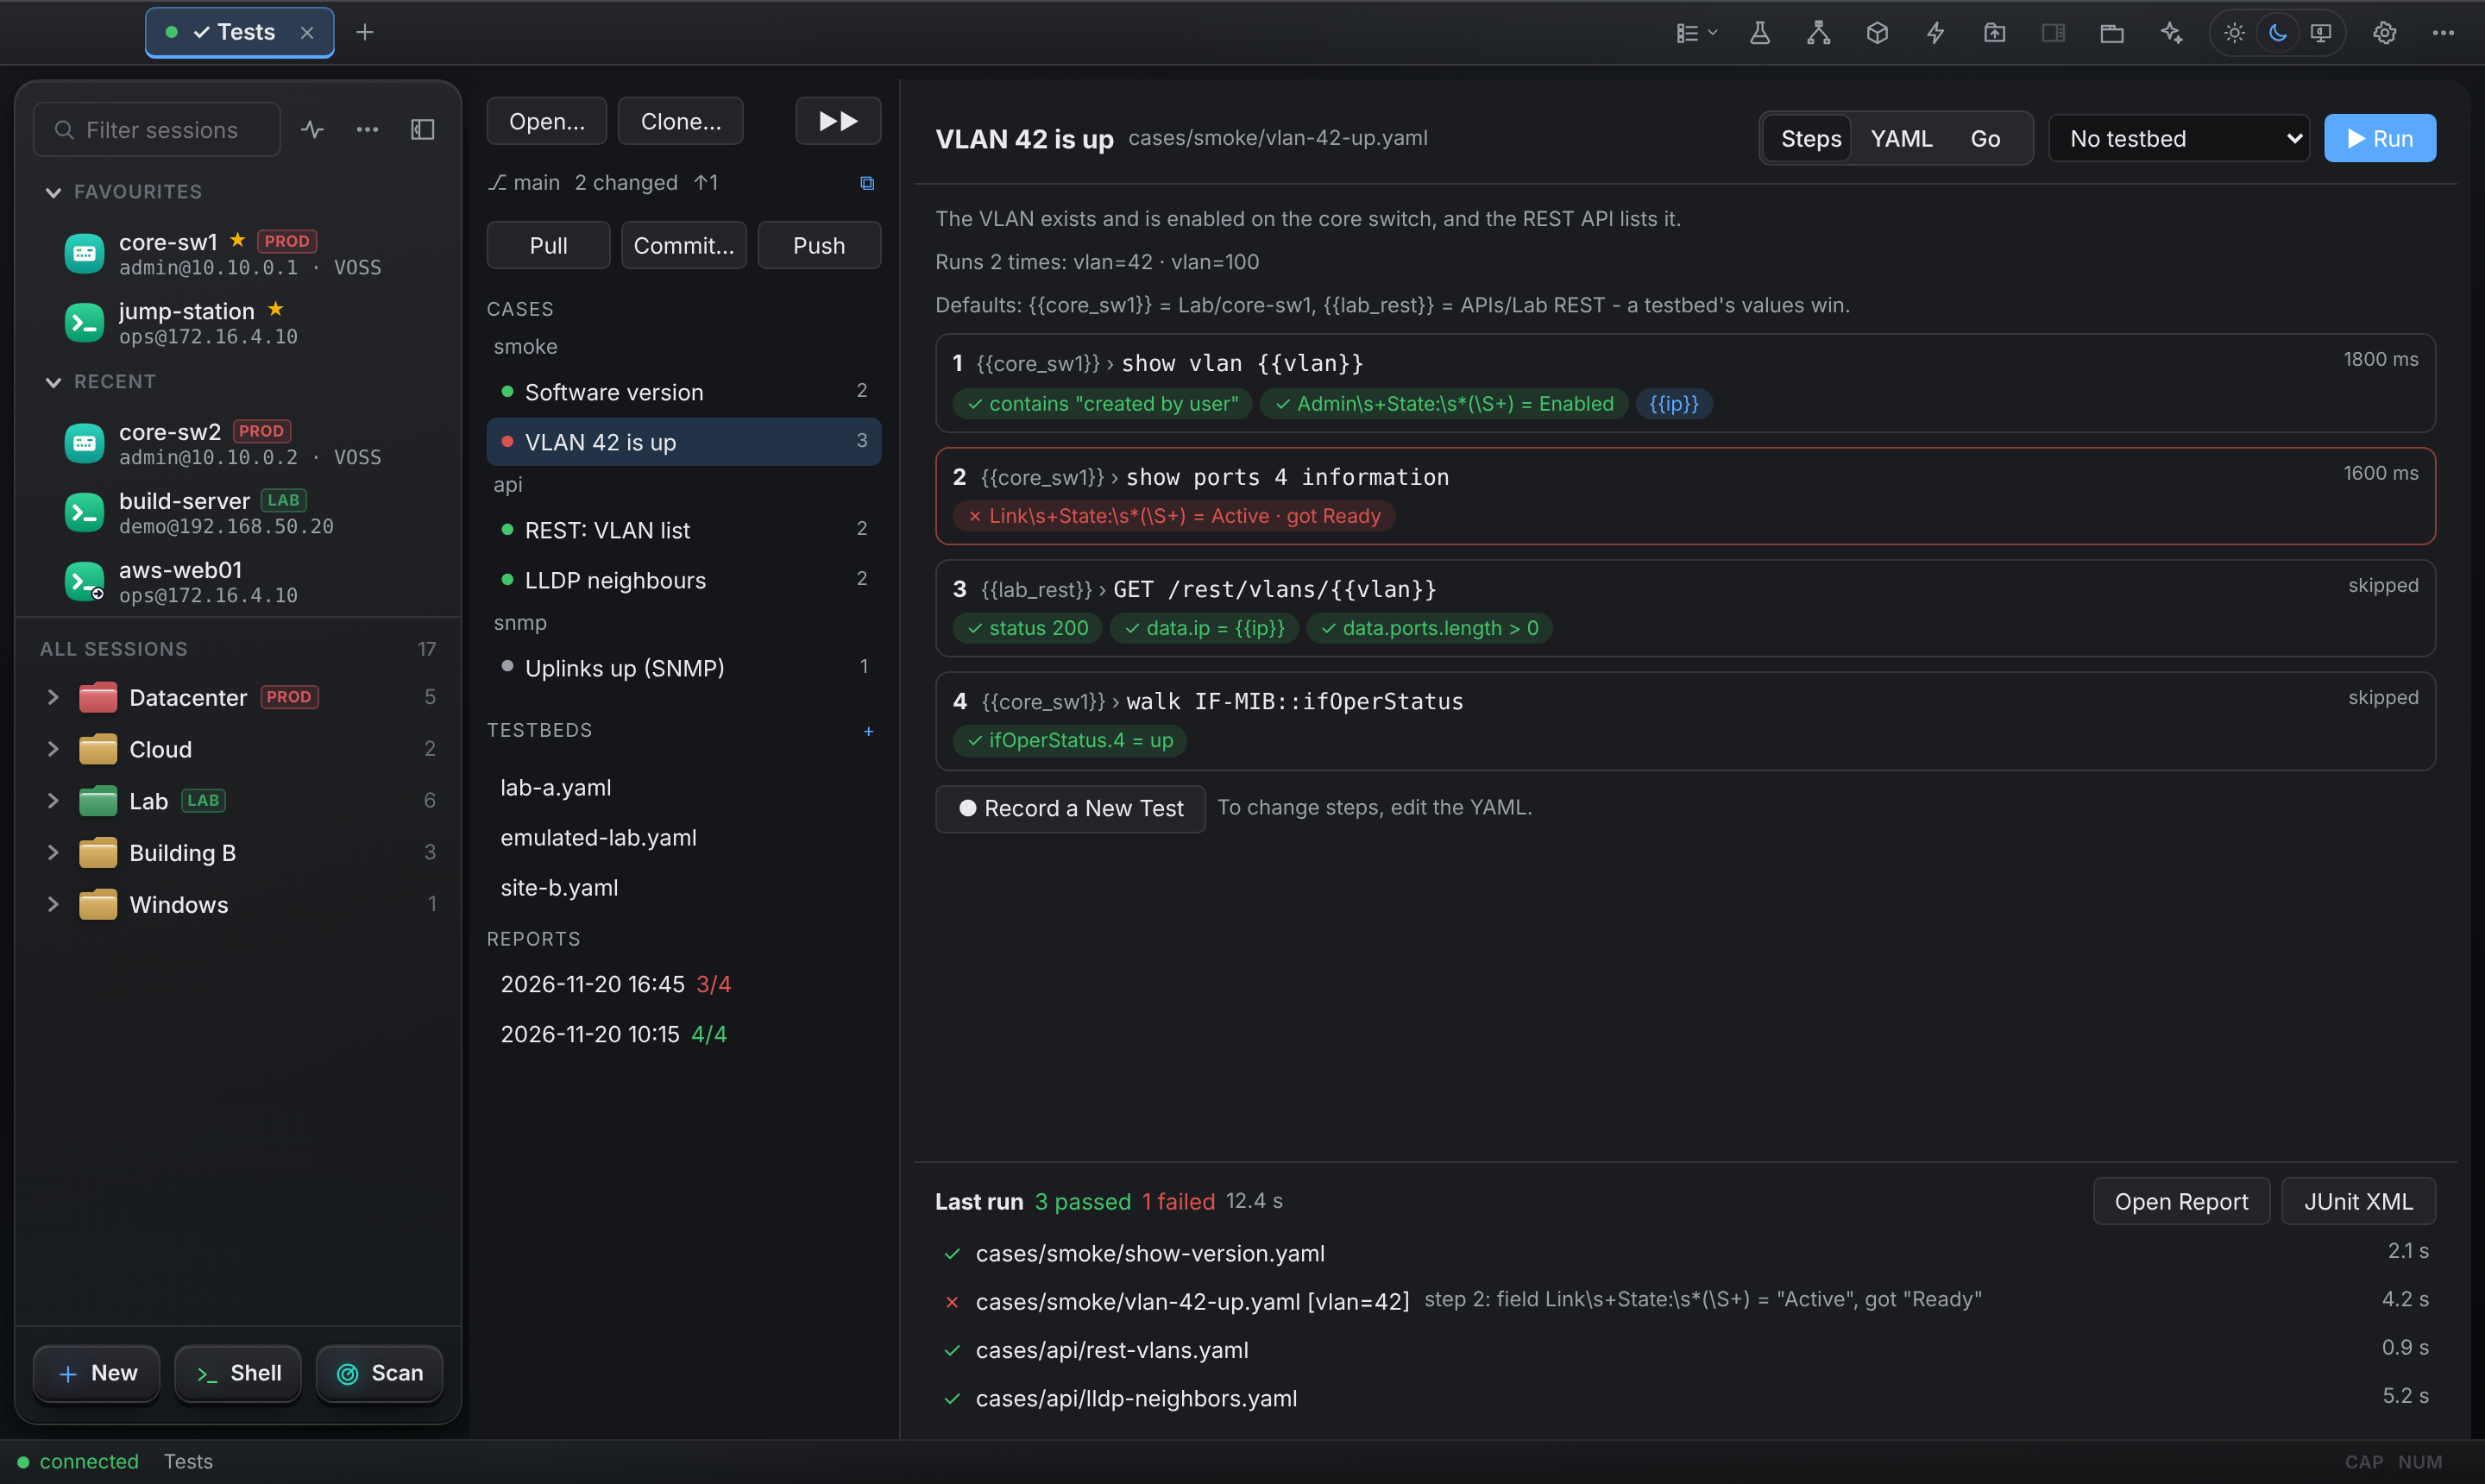 ✓ Tests
Filter sessions
FAVOURITES
core-sw1 ★ PROD
admin@10.10.0.1 · VOSS
jump-station ★
ops@172.16.4.10
RECENT
core-sw2 PROD
admin@10.10.0.2 · VOSS
build-server LAB
demo@192.168.50.20
aws-web01
ops@172.16.4.10
ALL SESSIONS 17
Datacenter PROD 5
Cloud 2
Lab LAB 6
Building B 3
Windows 1
New Shell Scan
Open... Clone...
main 2 changed ↑1
Pull Commit... Push
CASES
smoke
Software version 2
VLAN 42 is up 3
api
REST: VLAN list 2
LLDP neighbours 2
snmp
Uplinks up (SNMP) 1
TESTBEDS +
lab-a.yaml
emulated-lab.yaml
site-b.yaml
REPORTS
2026-11-20 16:45 3/4
2026-11-20 10:15 4/4
VLAN 42 is up cases/smoke/vlan-42-up.yaml
Steps YAML Go No testbed ▶ Run
The VLAN exists and is enabled on the core switch, and the REST API lists it.
Runs 2 times: vlan=42 · vlan=100
Defaults: {{core_sw1}} = Lab/core-sw1, {{lab_rest}} = APIs/Lab REST - a testbed's values win.
1 {{core_sw1}} › show vlan {{vlan}} 1800 ms
✓ contains "created by user" ✓ Admin\s+State:\s*(\S+) = Enabled {{ip}}
2 {{core_sw1}} › show ports 4 information 1600 ms
× Link\s+State:\s*(\S+) = Active · got Ready
3 {{lab_rest}} › GET /rest/vlans/{{vlan}} skipped
✓ status 200 ✓ data.ip = {{ip}} ✓ data.ports.length > 0
4 {{core_sw1}} › walk IF-MIB::ifOperStatus skipped
✓ ifOperStatus.4 = up
● Record a New Test To change steps, edit the YAML.
Last run 3 passed 1 failed 12.4 s Open Report JUnit XML
✓ cases/smoke/show-version.yaml 2.1 s
× cases/smoke/vlan-42-up.yaml [vlan=42] step 2: field Link\s+State:\s*(\S+) = "Active", got "Ready" 4.2 s
✓ cases/api/rest-vlans.yaml 0.9 s
✓ cases/api/lldp-neighbors.yaml 5.2 s
connected Tests CAP NUM